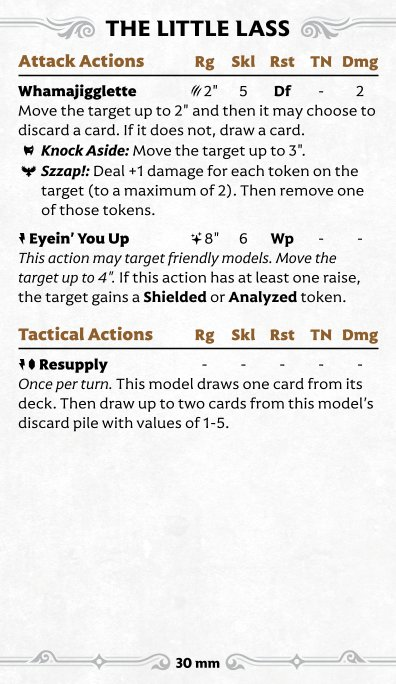 THE LITTLE LASS
Attack Actions Rg Skl Rst TN Dmg
Whamajigglette 2" 5 Df - 2
Move the target up to 2" and then it may choose to
discard a card. If it does not, draw a card.
Knock Aside: Move the target up to 3".
Szzap!: Deal +1 damage for each token on the
target (to a maximum of 2). Then remove one
of those tokens.
Eyein’ You Up 8" 6 Wp - -
This action may target friendly models. Move the
target up to 4". If this action has at least one raise,
the target gains a Shielded or Analyzed token.
Tactical Actions Rg Skl Rst TN Dmg
Resupply - - - - -
Once per turn. This model draws one card from its
deck. Then draw up to two cards from this model’s
discard pile with values of 1-5.
30 mm